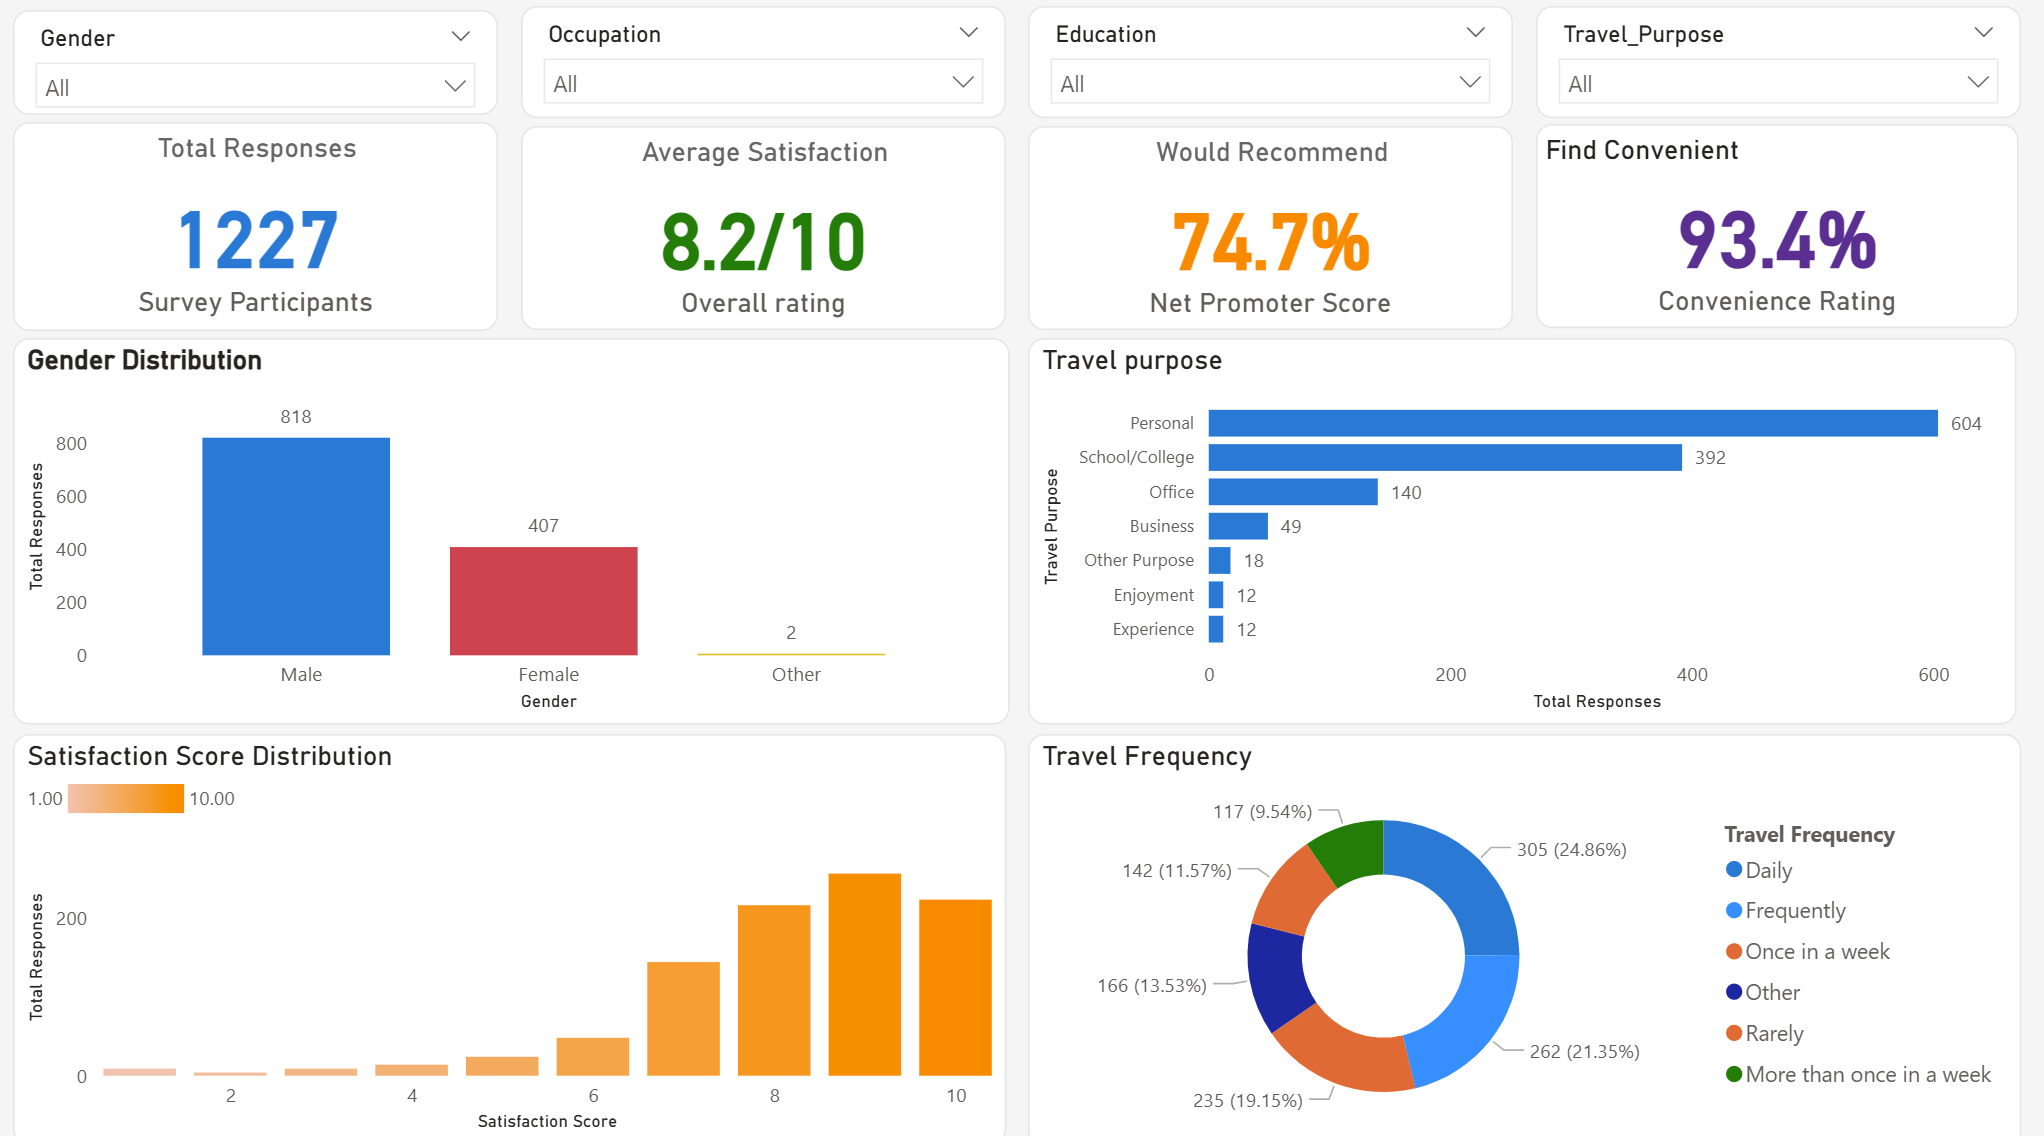 Gender
All
Occupation
All
Education
All
Travel_Purpose
All
Total Responses
1227
Survey Participants
Average Satisfaction
8.2/10
Overall rating
Would Recommend
74.7%
Net Promoter Score
Find Convenient
93.4%
Convenience Rating
Gender Distribution
Total Responses
800
600
400
200
0
818
407
2
Male
Female
Other
Gender
Travel purpose
Travel Purpose
Personal 604
School/College 392
Office 140
Business 49
Other Purpose 18
Enjoyment 12
Experience 12
0 200 400 600
Total Responses
Satisfaction Score Distribution
1.00 10.00
Total Responses
200
0
2 4 6 8 10
Satisfaction Score
Travel Frequency
117 (9.54%)
305 (24.86%)
142 (11.57%)
166 (13.53%)
262 (21.35%)
235 (19.15%)
Travel Frequency
Daily
Frequently
Once in a week
Other
Rarely
More than once in a week